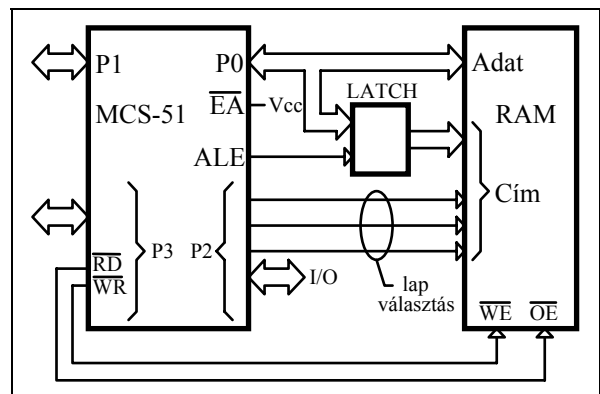 P1
P0
Adat
LATCH
EA
Vcc
MCS-51
RAM
ALE
Cím
P3
P2
RD
WR
I/O
lap
választás
WE
OE